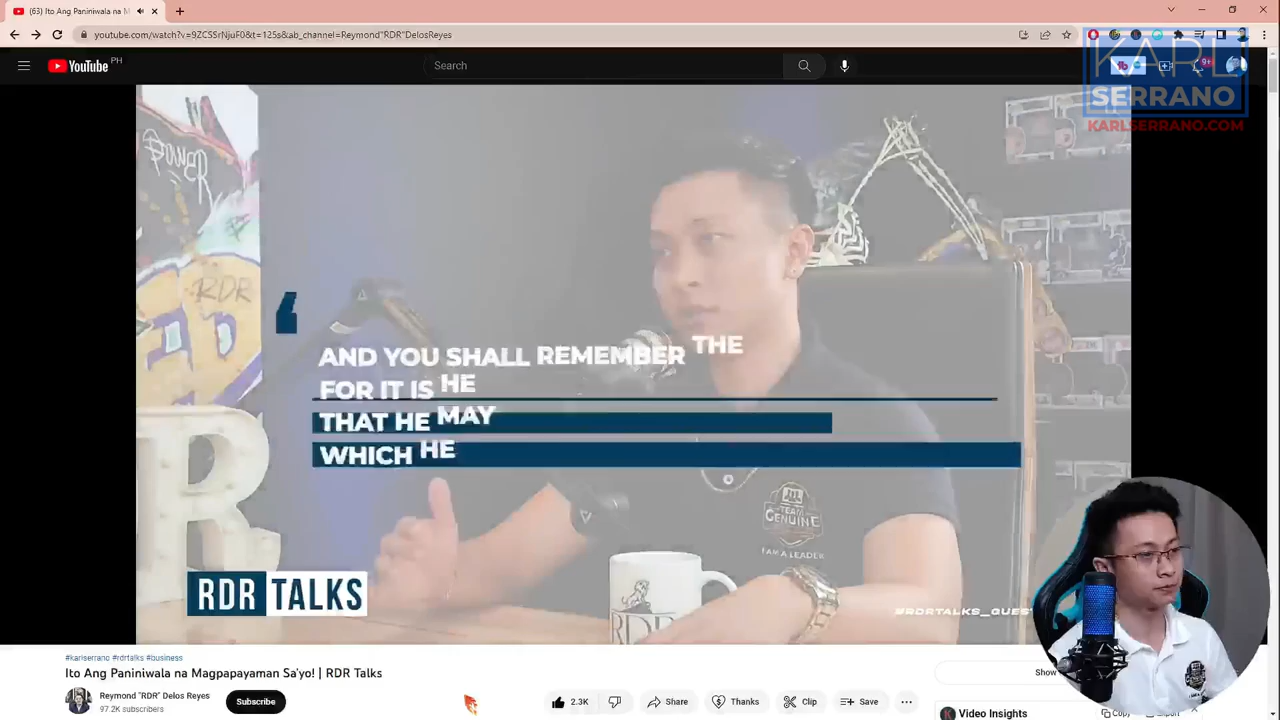 (63) Ito Ang Paniniwala na M
youtube.com/watch?v=9ZCSSrNjuF0&t=125s&ab_channel=Reymond"RDR"DelosReyes
KARL
SERRANO
KARLSERRANO.COM
YouTube PH
Search
9+
POWER
RDR
AND YOU SHALL REMEMBER THE
FOR IT IS HE
THAT HE MAY
WHICH HE
TEAM
GENUINE
I AM A LEADER
RDR TALKS
#RDRTALKS_GUEST
#karlserrano #rdrtalks #business
Ito Ang Paniniwala na Magpapayaman Sa'yo! | RDR Talks
Reymond "RDR" Delos Reyes
97.2K subscribers
Subscribe
2.3K
Share
Thanks
Clip
Save
Show
Video Insights
Copy